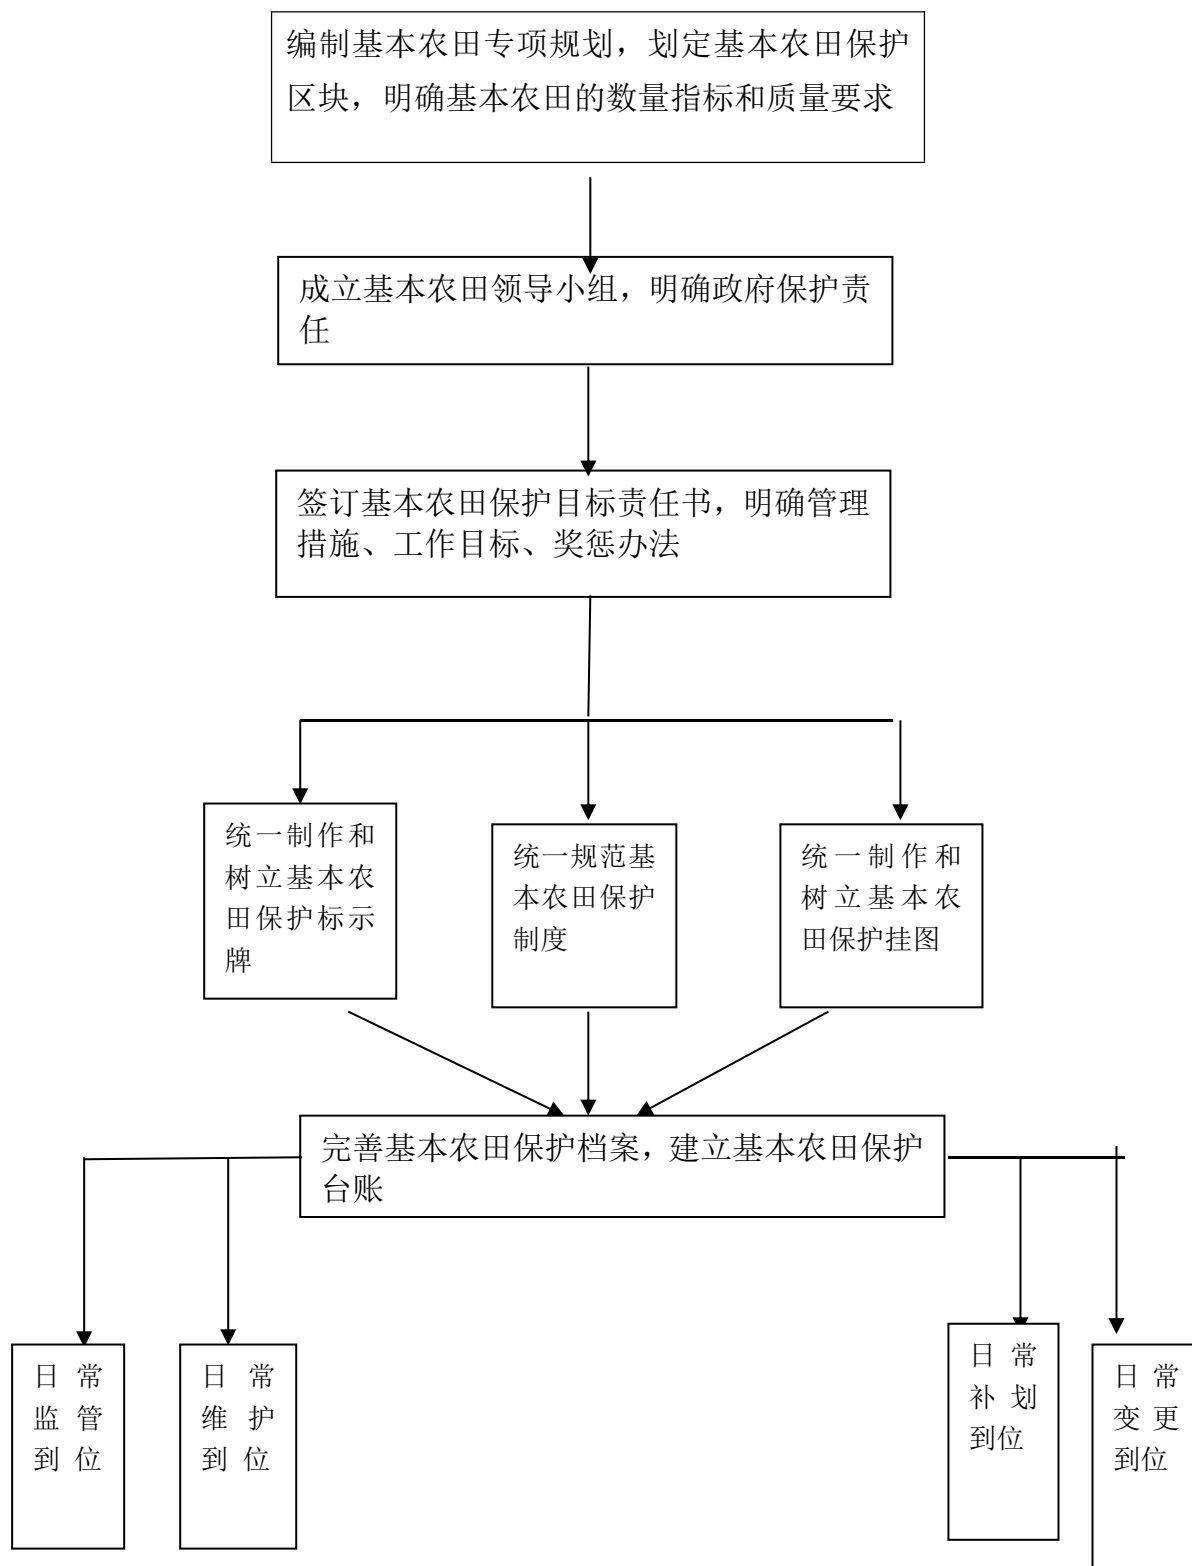 编制基本农田专项规划，划定基本农田保护
区块，明确基本农田的数量指标和质量要求
成立基本农田领导小组，明确政府保护责
任
签订基本农田保护目标责任书，明确管理
措施、工作目标、奖惩办法
统一制作和
树立基本农
田保护标示
牌
统一规范基
本农田保护
制度
统一制作和
树立基本农
田保护挂图
完善基本农田保护档案，建立基本农田保护
台账
日常
监管
到位
日常
维护
到位
日常
补划
到位
日常
变更
到位